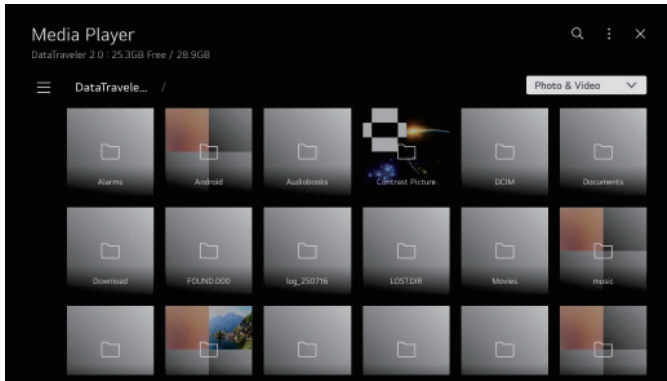 Media Player
DataTraveler 2.0 : 25.3GB Free / 28.9GB
DataTravele... /
Photo & Video
Alarms
Android
Audiobooks
Contrast Picture.
DCIM
Documents
Download
FOUND.000
log_250716
LOST.DIR
Movies
music